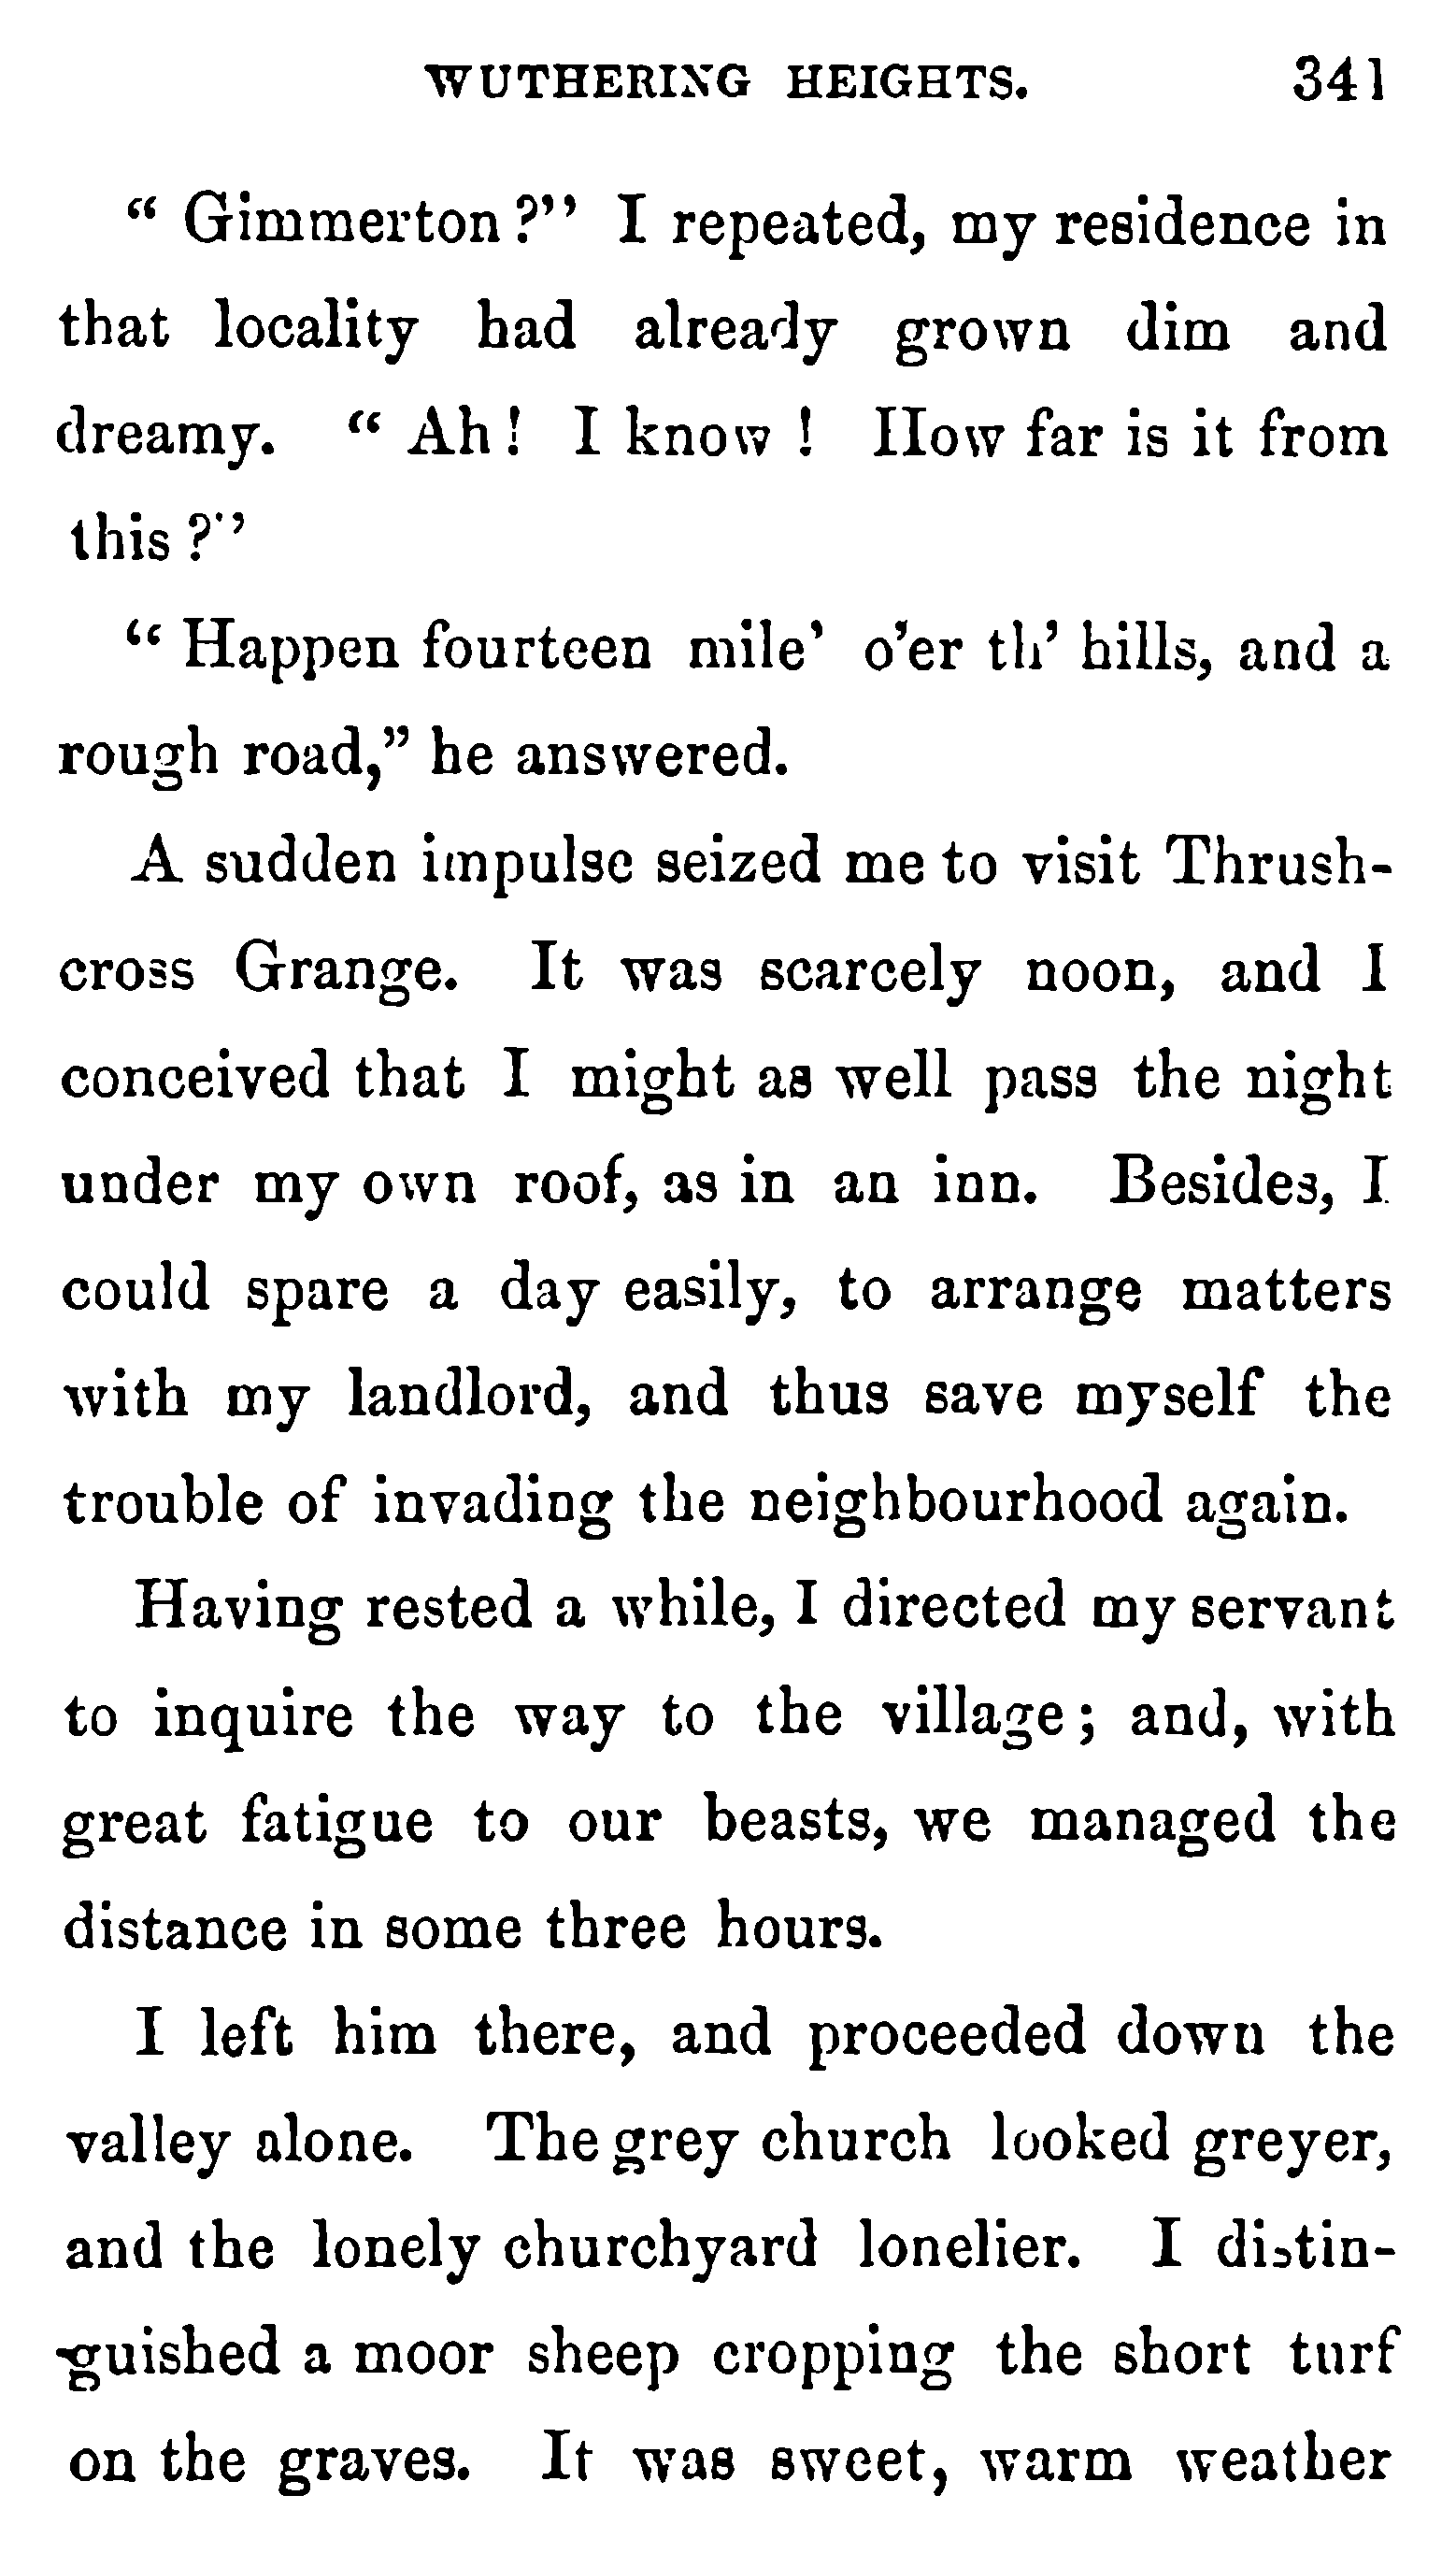 WUTHERING HEIGHTS. 341
“ Gimmerton ?’’ I repeated, my residence in
that locality had already grown dim and
dreamy. “ Ah ! I know ! How far is it from
this ?’’
“ Happen fourteen mile’ o’er th’ hills, and a
rough road,” he answered.
A sudden impulse seized me to visit Thrush-
cross Grange. It was scarcely noon, and I
conceived that I might as well pass the night
under my own roof, as in an inn. Besides, I
could spare a day easily, to arrange matters
with my landlord, and thus save myself the
trouble of invading the neighbourhood again.
Having rested a while, I directed my servant
to inquire the way to the village ; and, with
great fatigue to our beasts, we managed the
distance in some three hours.
I left him there, and proceeded down the
valley alone. The grey church looked greyer,
and the lonely churchyard lonelier. I distin-
guished a moor sheep cropping the short turf
on the graves. It was sweet, warm weather